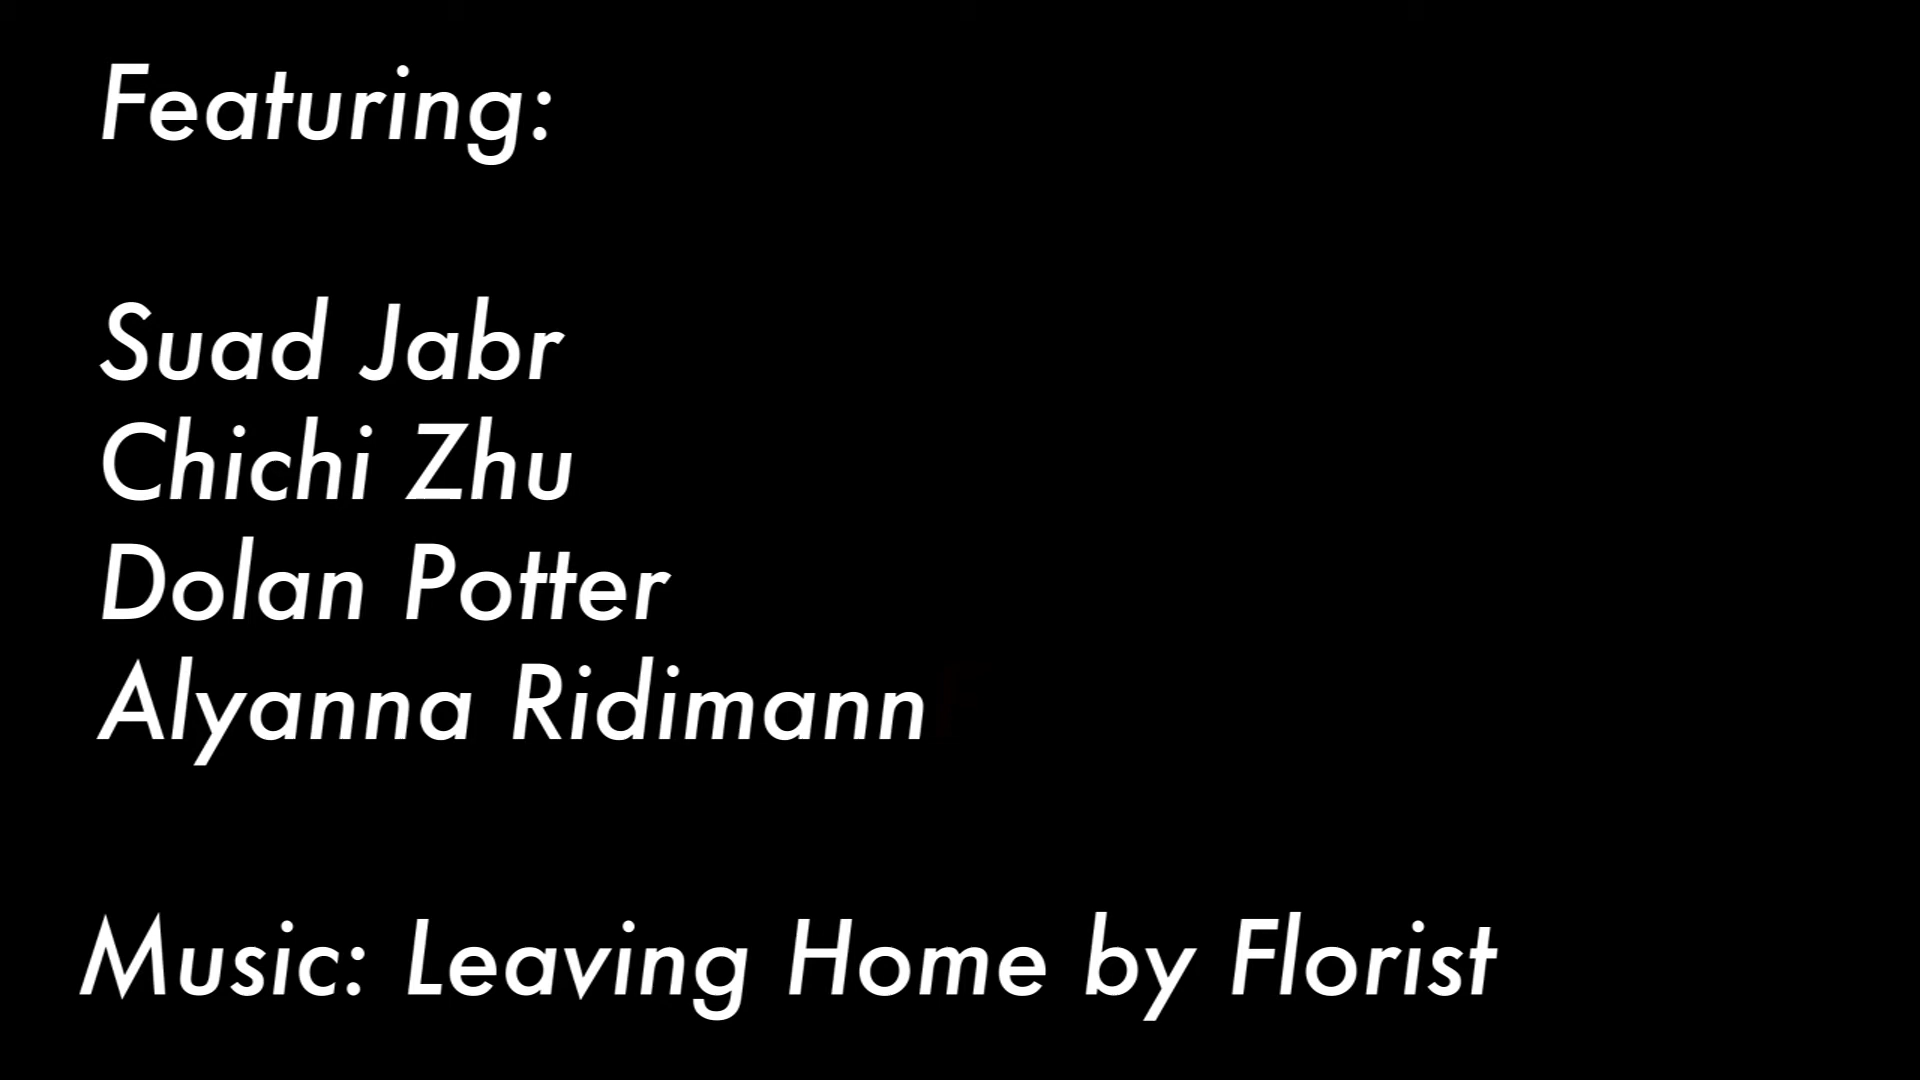 Featuring:
Suad Jabr
Chichi Zhu
Dolan Potter
Alyanna Ridimann
Music: Leaving Home by Florist